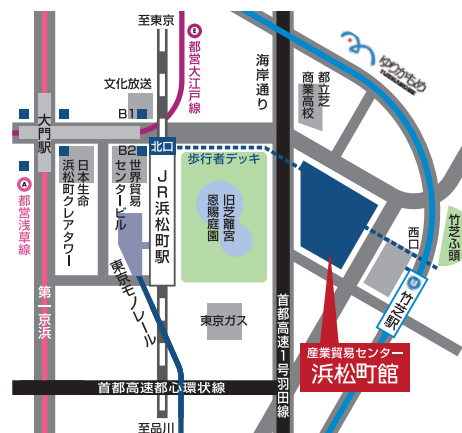 至東京
E
都営大江戸線
海岸通り
ゆりかもめ
YURIKAMOME
都立芝
商業高校
文化放送
B1
大門駅
北口
歩行者デッキ
B2
世界貿易
センタービル
日本生命
浜松町クレアタワー
A
都営浅草線
JR浜松町駅
旧芝離宮
恩賜庭園
西口
竹芝ふ頭
U
竹芝駅
東京モノレール
第一京浜
東京ガス
首都高速1号羽田線
産業貿易センター
浜松町館
首都高速都心環状線
至品川